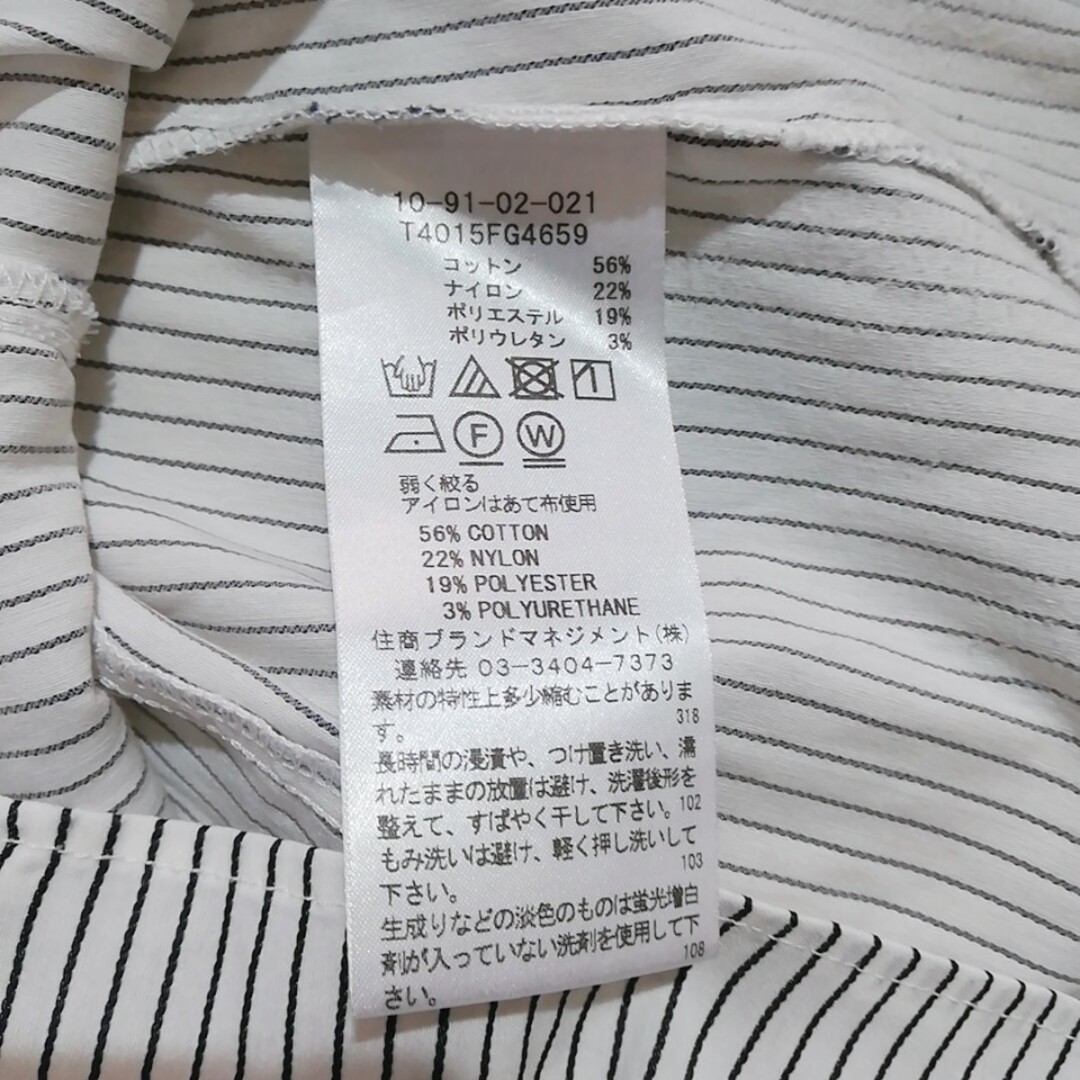 10-91-02-021
T4015FG4659
コットン 56%
ナイロン 22%
ポリエステル 19%
ポリウレタン 3%
F W
弱く絞る
アイロンはあて布使用
56% COTTON
22% NYLON
19% POLYESTER
3% POLYURETHANE
住商ブランドマネジメント(株)
連絡先 03-3404-7373
素材の特性上多少縮むことがありま
す。 318
長時間の浸漬や、つけ置き洗い、濡
れたままの放置は避け、洗濯後形を
整えて、すばやく干して下さい。 102
もみ洗いは避け、軽く押し洗いして
下さい。 103
生成りなどの淡色のものは蛍光増白
剤が入っていない洗剤を使用して下
さい。 108